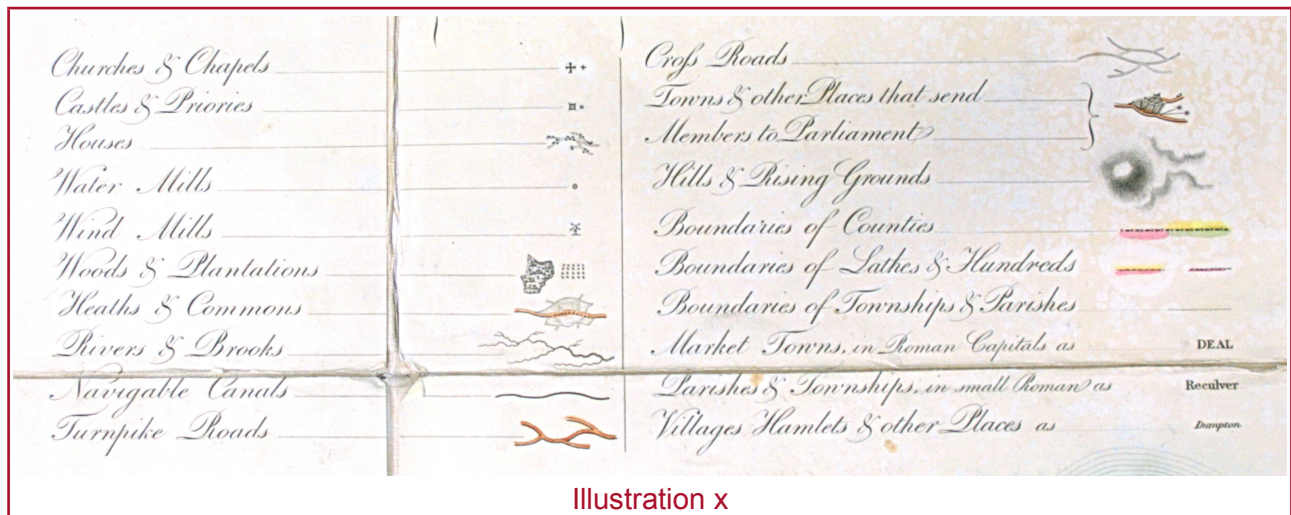 Churches & Chapels
Castles & Priories
Houses
Water Mills
Wind Mills
Woods & Plantations
Heaths & Commons
Rivers & Brooks
Navigable Canals
Turnpike Roads
Croſs Roads
Towns & other Places that send
Members to Parliament
Hills & Rising Grounds
Boundaries of Counties
Boundaries of Lathes & Hundreds
Boundaries of Townships & Parishes
Market Towns, in Roman Capitals as DEAL
Parishes & Townships, in small Roman as Reculver
Villages Hamlets & other Places as Dumpton
Illustration x